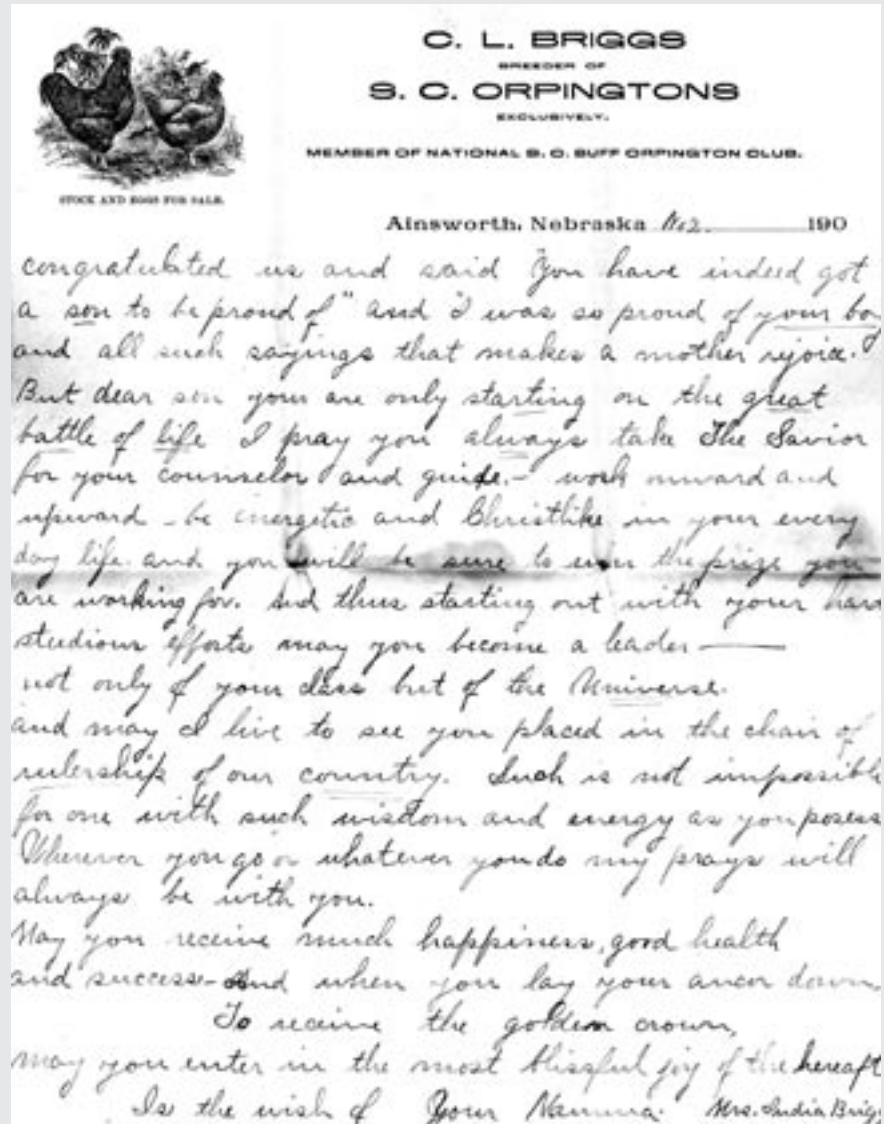 C. L. BRIGGS
BREEDER OF
S. C. ORPINGTONS
EXCLUSIVELY.
MEMBER OF NATIONAL S. C. BUFF ORPINGTON CLUB.
STOCK AND EGGS FOR SALE.
Ainsworth, Nebraska 190
congratulated us and said "You have indeed got
a son to be proud of" and "I was so proud of your boy
and all such sayings that makes a mother rejoice.
But dear son your are only starting on the great
battle of life I pray you always take The Savior
for your counselor and guide. – work onward and
upward – be energetic and Christlike in your every
day life. and you will be sure to win the prize you
are working for. And thus starting out with your hard
studious efforts may you become a leader —
not only of your class but of the Universe.
and may I live to see you placed in the chair of
rulership of our country. Such is not impossible
for one with such wisdom and energy as you posess
Wherever you go or whatever you do my prays will
always be with you.
May you receive much happiness, good health
and success – And when you lay your ancor down,
To receive the golden crown,
may you enter in the most blissful joy of the hereaft
Is the wish of Your Mrs. India Brigg